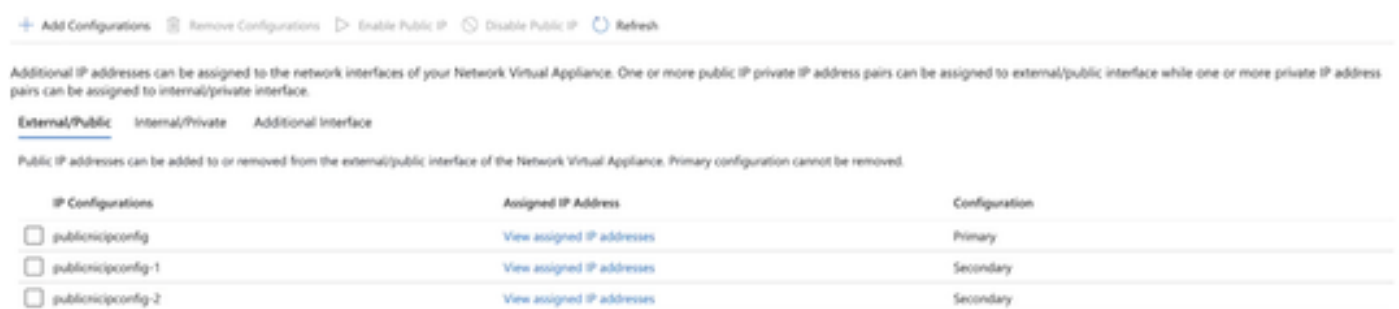 Add Configurations Remove Configurations Enable Public IP Disable Public IP Refresh
Additional IP addresses can be assigned to the network interfaces of your Network Virtual Appliance. One or more public IP private IP address pairs can be assigned to external/public interface while one or more private IP address
pairs can be assigned to internal/private interface.
External/Public Internal/Private Additional Interface
Public IP addresses can be added to or removed from the external/public interface of the Network Virtual Appliance. Primary configuration cannot be removed.
IP Configurations Assigned IP Address Configuration
publicnicipconfig View assigned IP addresses Primary
publicnicipconfig-1 View assigned IP addresses Secondary
publicnicipconfig-2 View assigned IP addresses Secondary